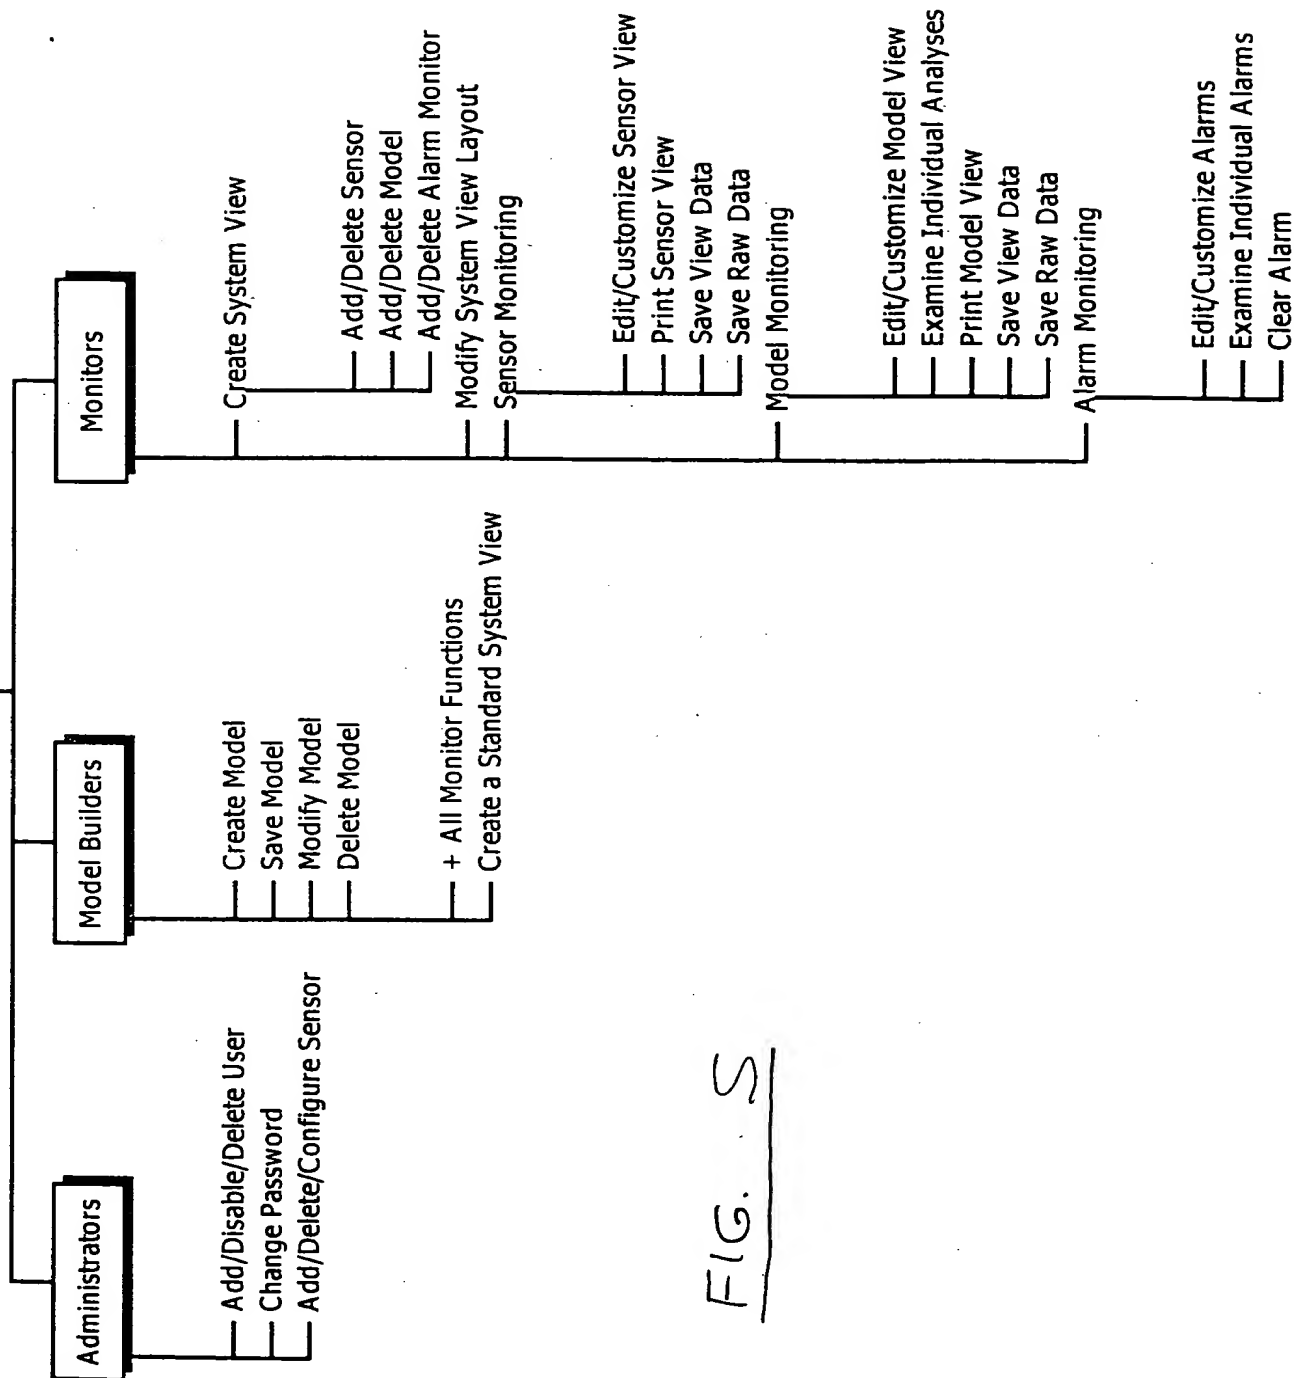 Administrators
Add/Disable/Delete User
Change Password
Add/Delete/Configure Sensor
Model Builders
Create Model
Save Model
Modify Model
Delete Model
+ All Monitor Functions
Create a Standard System View
Monitors
Create System View
Add/Delete Sensor
Add/Delete Model
Add/Delete Alarm Monitor
Modify System View Layout
Sensor Monitoring
Edit/Customize Sensor View
Print Sensor View
Save View Data
Save Raw Data
Model Monitoring
Edit/Customize Model View
Examine Individual Analyses
Print Model View
Save View Data
Save Raw Data
Alarm Monitoring
Edit/Customize Alarms
Examine Individual Alarms
Clear Alarm
FIG. 5